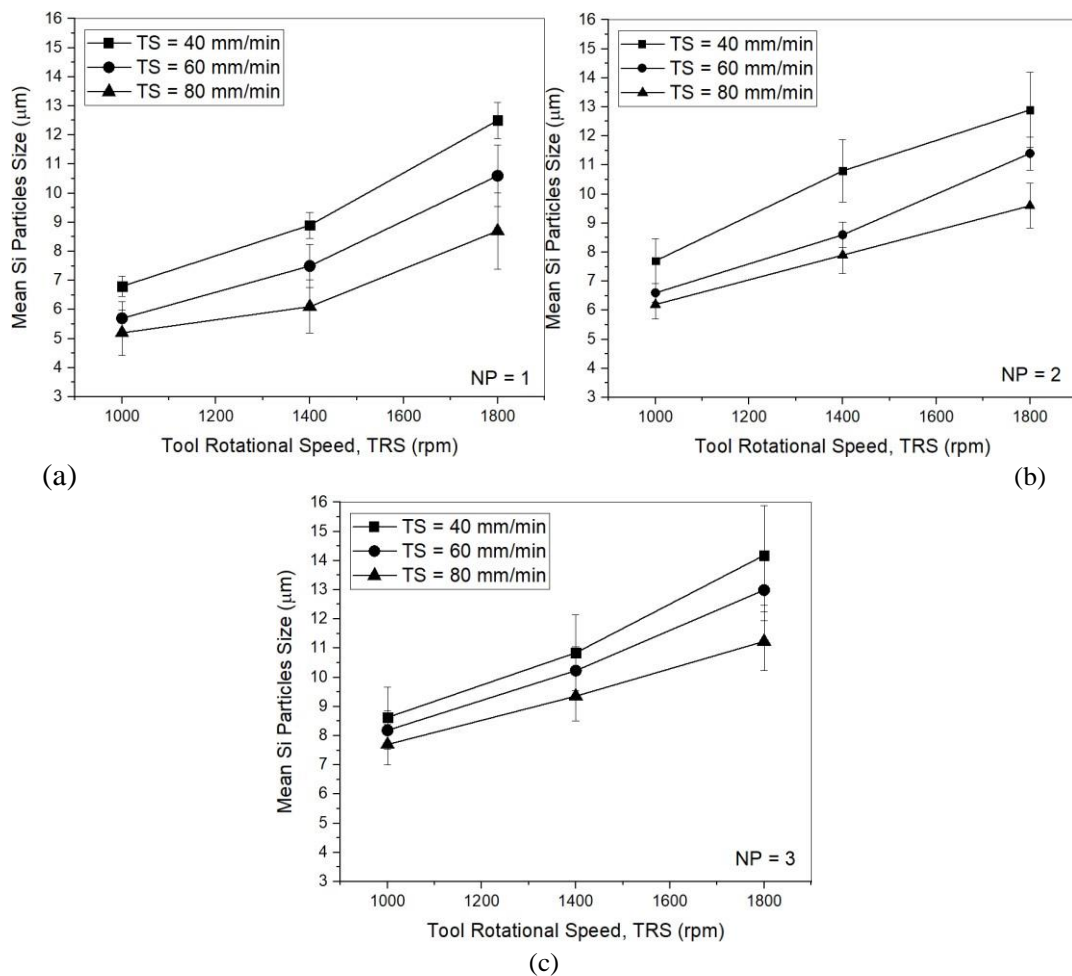 16
15
14
13
12
11
10
9
8
7
6
5
4
3
Mean Si Particles Size (μm)
TS = 40 mm/min
TS = 60 mm/min
TS = 80 mm/min
NP = 1
1000 1200 1400 1600 1800
Tool Rotational Speed, TRS (rpm)
(a)
16
15
14
13
12
11
10
9
8
7
6
5
4
3
Mean Si Particles Size (μm)
TS = 40 mm/min
TS = 60 mm/min
TS = 80 mm/min
NP = 2
1000 1200 1400 1600 1800
Tool Rotational Speed, TRS (rpm)
(b)
16
15
14
13
12
11
10
9
8
7
6
5
4
3
Mean Si Particles Size (μm)
TS = 40 mm/min
TS = 60 mm/min
TS = 80 mm/min
NP = 3
1000 1200 1400 1600 1800
Tool Rotational Speed, TRS (rpm)
(c)